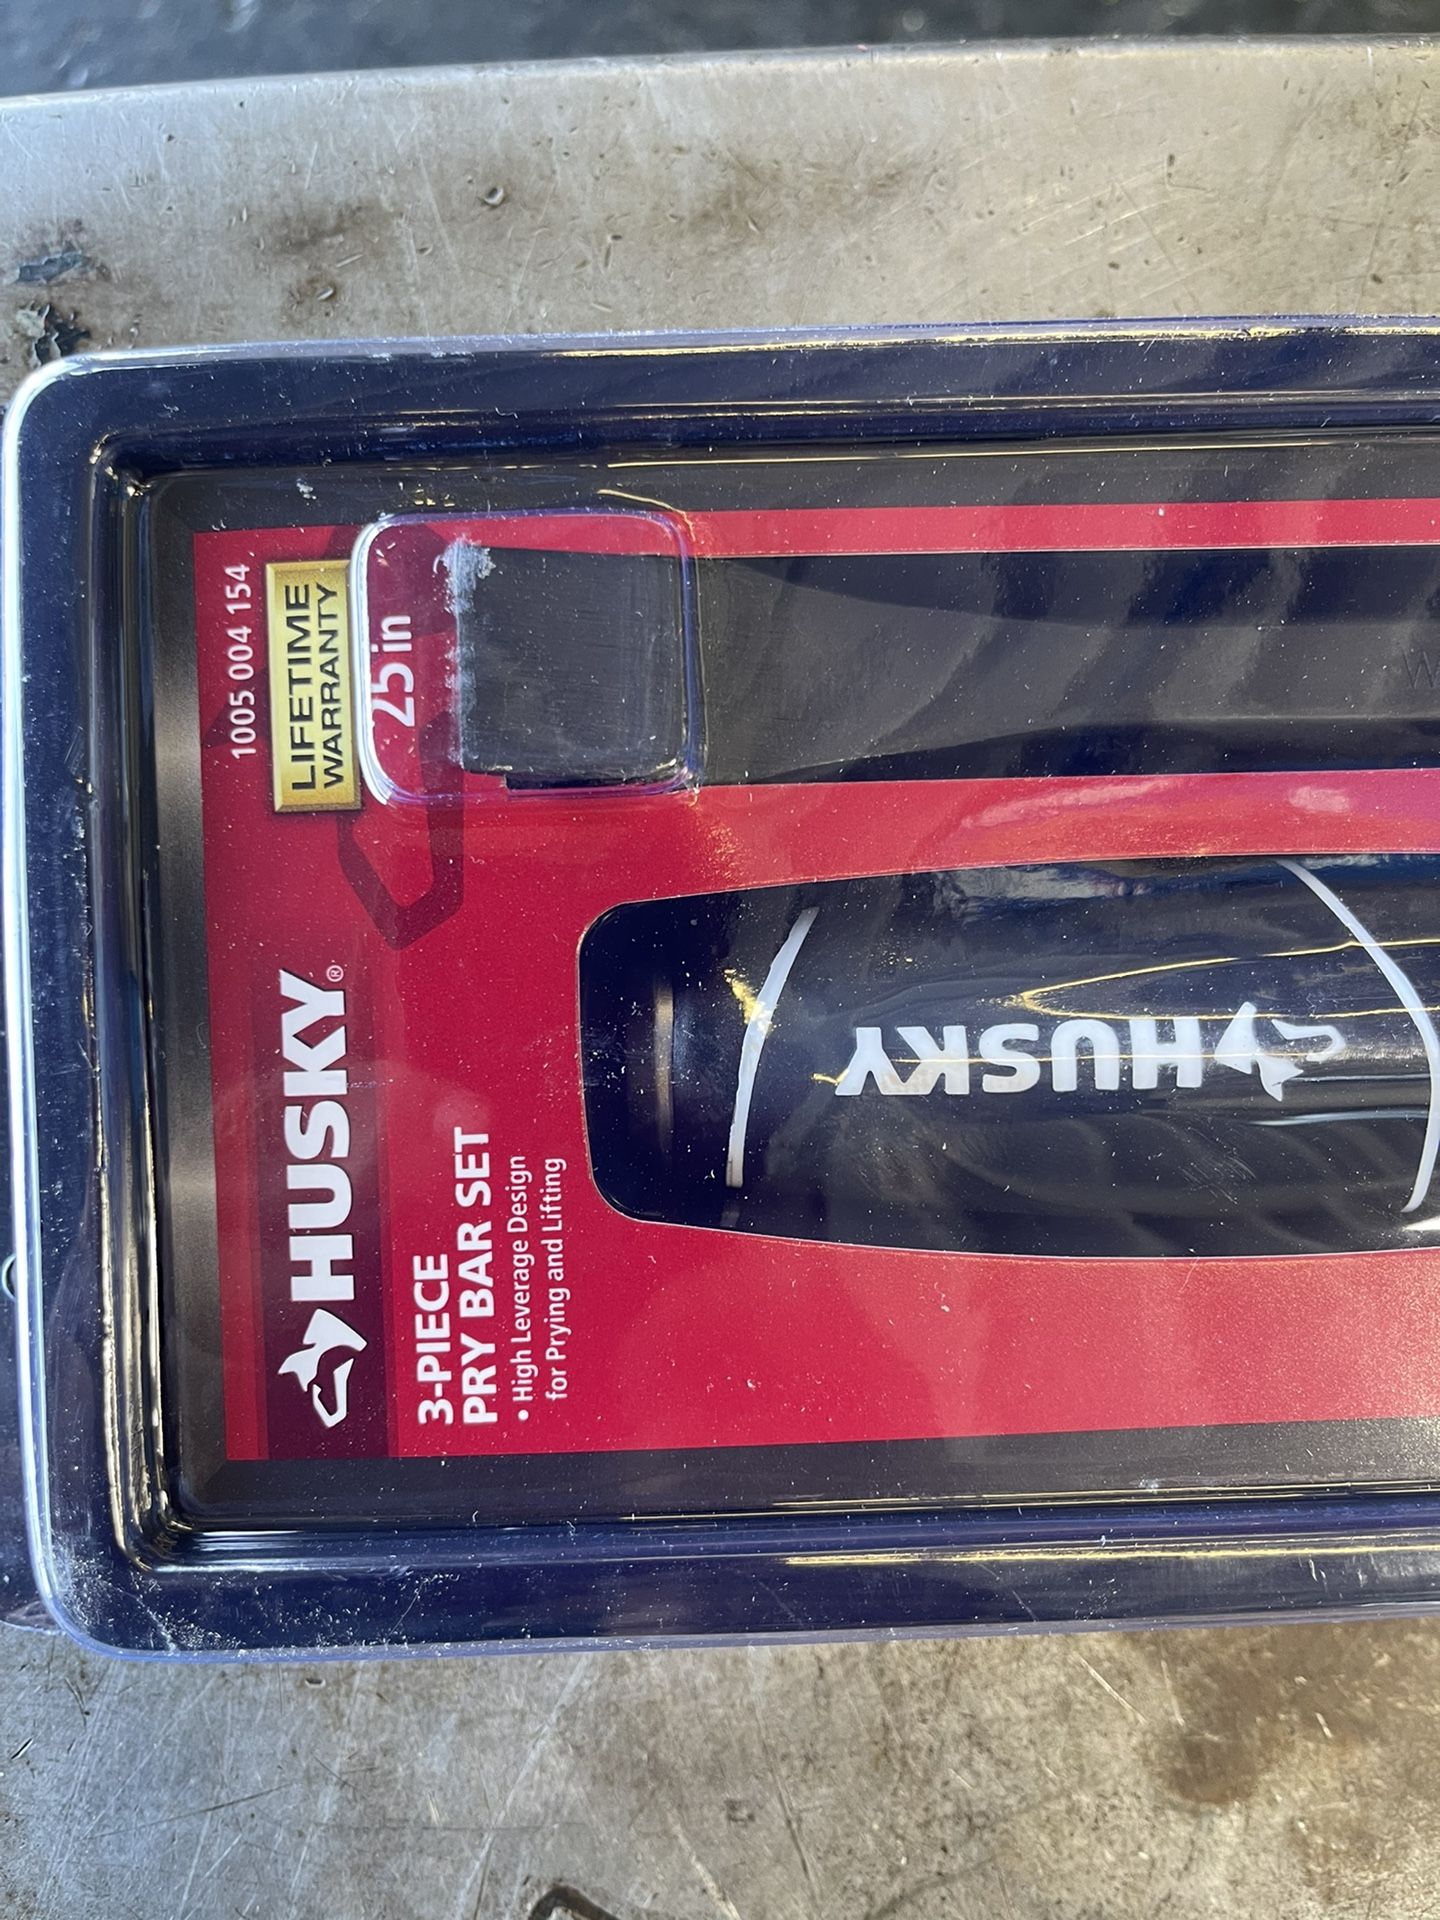 1005 004 154
LIFETIME
WARRANTY
25 in
HUSKY®
3-PIECE
PRY BAR SET
• High Leverage Design
for Prying and Lifting
HUSKY